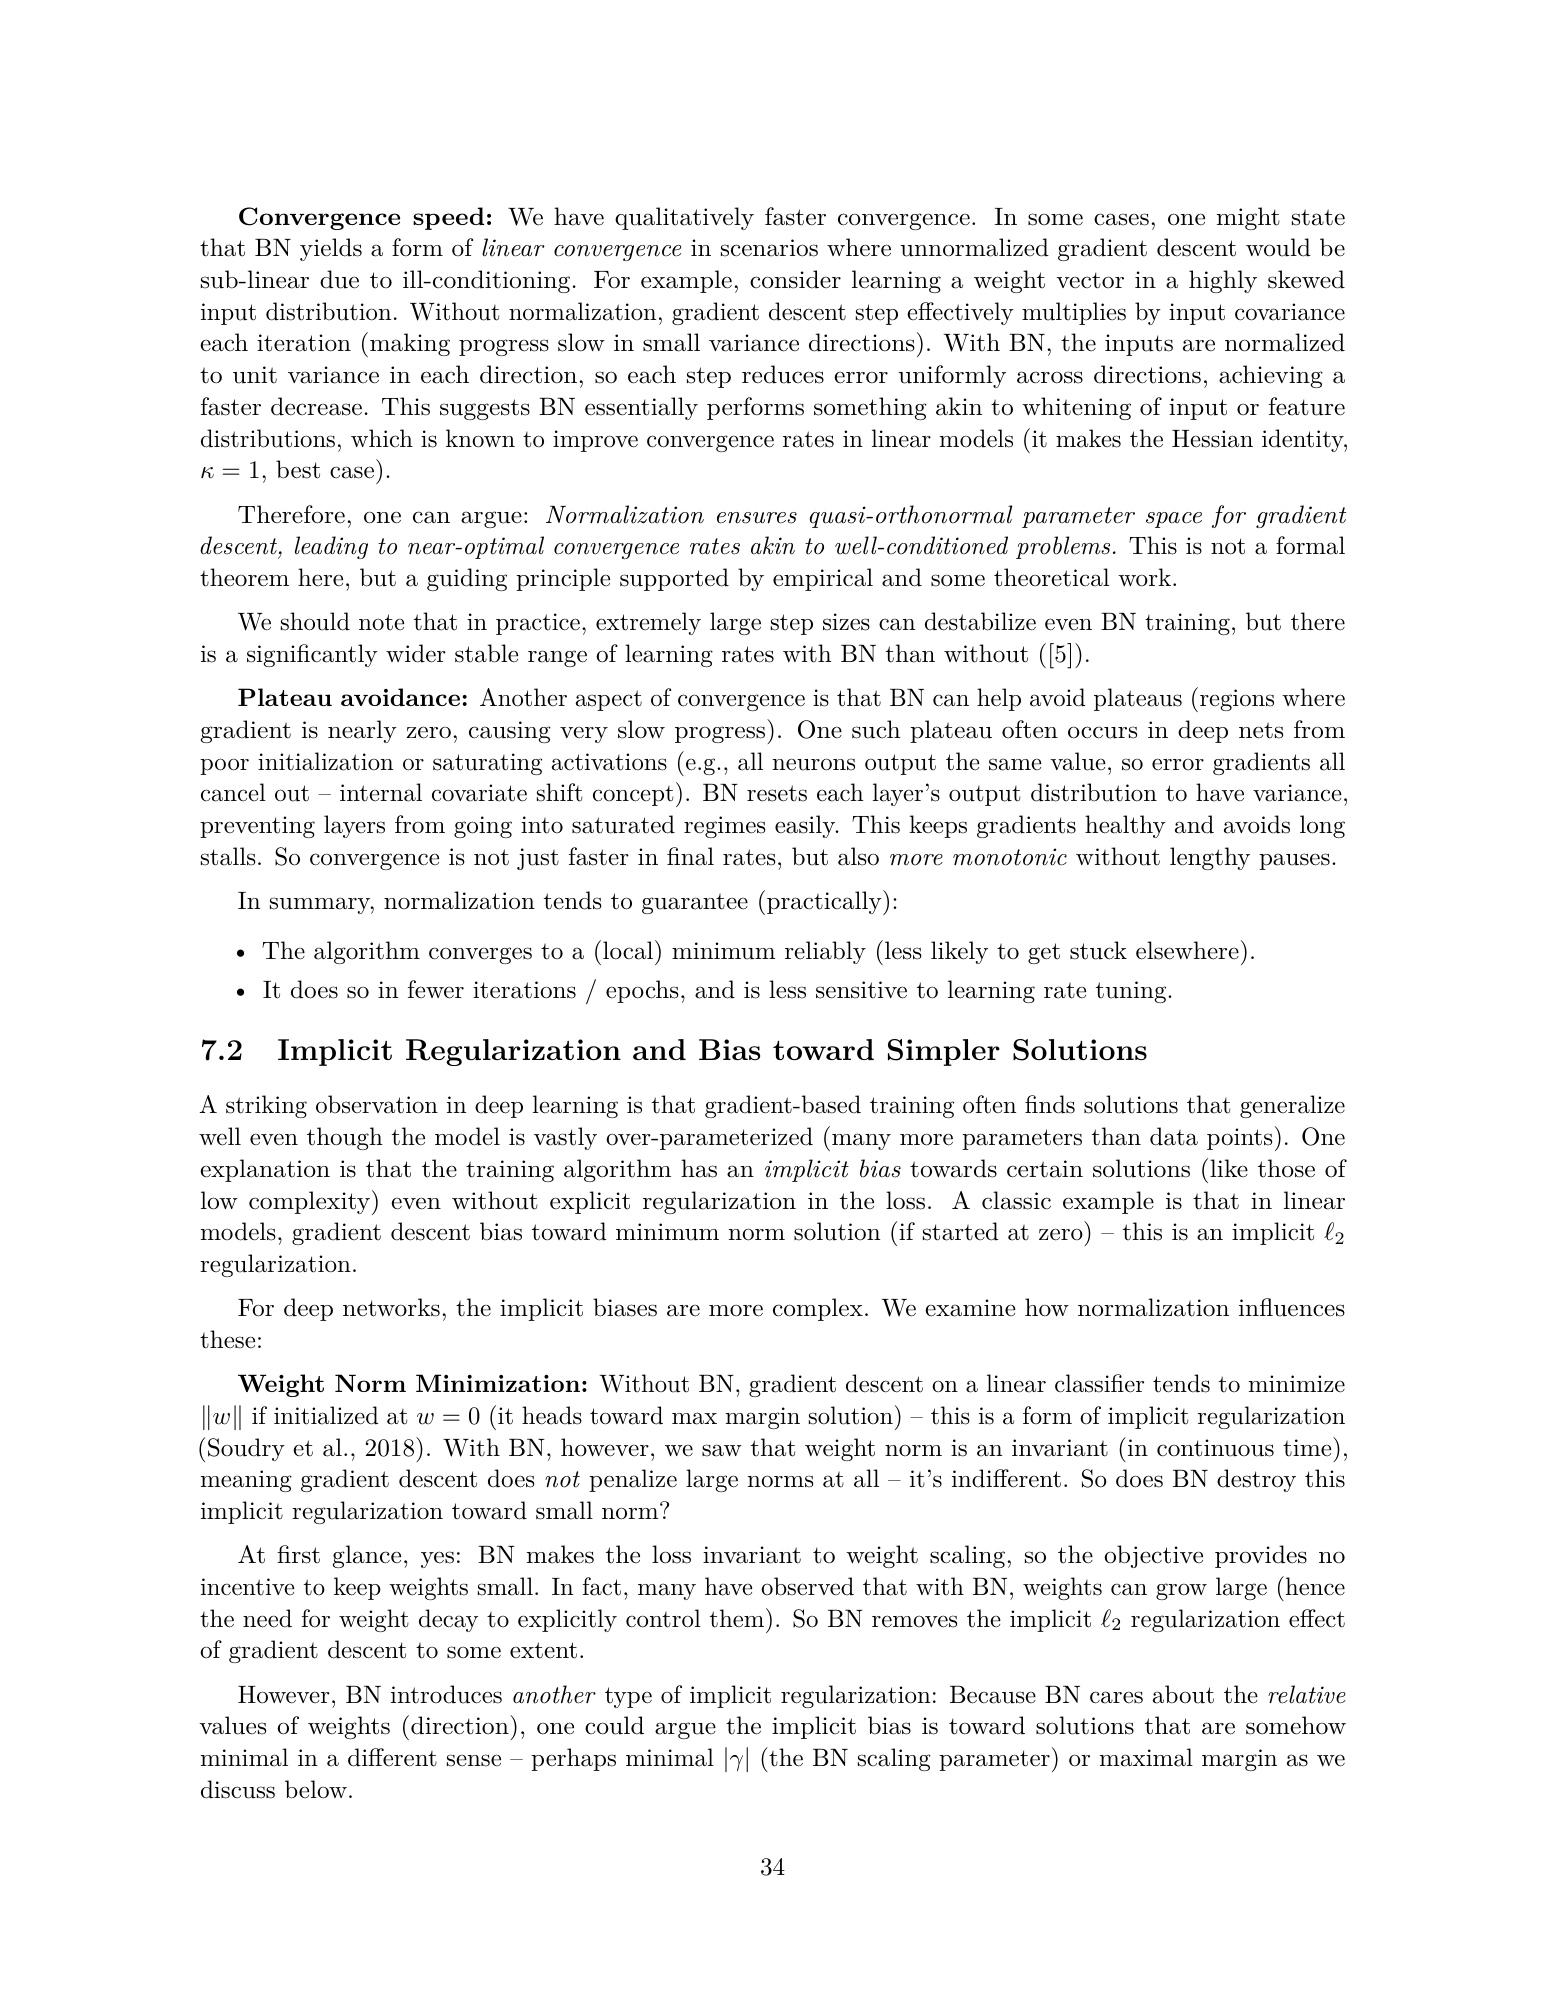 Convergence speed: We have qualitatively faster convergence. In some cases, one might state
that BN yields a form of linear convergence in scenarios where unnormalized gradient descent would be
sub-linear due to ill-conditioning. For example, consider learning a weight vector in a highly skewed
input distribution. Without normalization, gradient descent step effectively multiplies by input covariance
each iteration (making progress slow in small variance directions). With BN, the inputs are normalized
to unit variance in each direction, so each step reduces error uniformly across directions, achieving a
faster decrease. This suggests BN essentially performs something akin to whitening of input or feature
distributions, which is known to improve convergence rates in linear models (it makes the Hessian identity,
κ = 1, best case).
Therefore, one can argue: Normalization ensures quasi-orthonormal parameter space for gradient
descent, leading to near-optimal convergence rates akin to well-conditioned problems. This is not a formal
theorem here, but a guiding principle supported by empirical and some theoretical work.
We should note that in practice, extremely large step sizes can destabilize even BN training, but there
is a significantly wider stable range of learning rates with BN than without ([5]).
Plateau avoidance: Another aspect of convergence is that BN can help avoid plateaus (regions where
gradient is nearly zero, causing very slow progress). One such plateau often occurs in deep nets from
poor initialization or saturating activations (e.g., all neurons output the same value, so error gradients all
cancel out – internal covariate shift concept). BN resets each layer's output distribution to have variance,
preventing layers from going into saturated regimes easily. This keeps gradients healthy and avoids long
stalls. So convergence is not just faster in final rates, but also more monotonic without lengthy pauses.
In summary, normalization tends to guarantee (practically):
• The algorithm converges to a (local) minimum reliably (less likely to get stuck elsewhere).
• It does so in fewer iterations / epochs, and is less sensitive to learning rate tuning.
7.2 Implicit Regularization and Bias toward Simpler Solutions
A striking observation in deep learning is that gradient-based training often finds solutions that generalize
well even though the model is vastly over-parameterized (many more parameters than data points). One
explanation is that the training algorithm has an implicit bias towards certain solutions (like those of
low complexity) even without explicit regularization in the loss. A classic example is that in linear
models, gradient descent bias toward minimum norm solution (if started at zero) – this is an implicit ℓ₂
regularization.
For deep networks, the implicit biases are more complex. We examine how normalization influences
these:
Weight Norm Minimization: Without BN, gradient descent on a linear classifier tends to minimize
‖w‖ if initialized at w = 0 (it heads toward max margin solution) – this is a form of implicit regularization
(Soudry et al., 2018). With BN, however, we saw that weight norm is an invariant (in continuous time),
meaning gradient descent does not penalize large norms at all – it's indifferent. So does BN destroy this
implicit regularization toward small norm?
At first glance, yes: BN makes the loss invariant to weight scaling, so the objective provides no
incentive to keep weights small. In fact, many have observed that with BN, weights can grow large (hence
the need for weight decay to explicitly control them). So BN removes the implicit ℓ₂ regularization effect
of gradient descent to some extent.
However, BN introduces another type of implicit regularization: Because BN cares about the relative
values of weights (direction), one could argue the implicit bias is toward solutions that are somehow
minimal in a different sense – perhaps minimal |γ| (the BN scaling parameter) or maximal margin as we
discuss below.
34